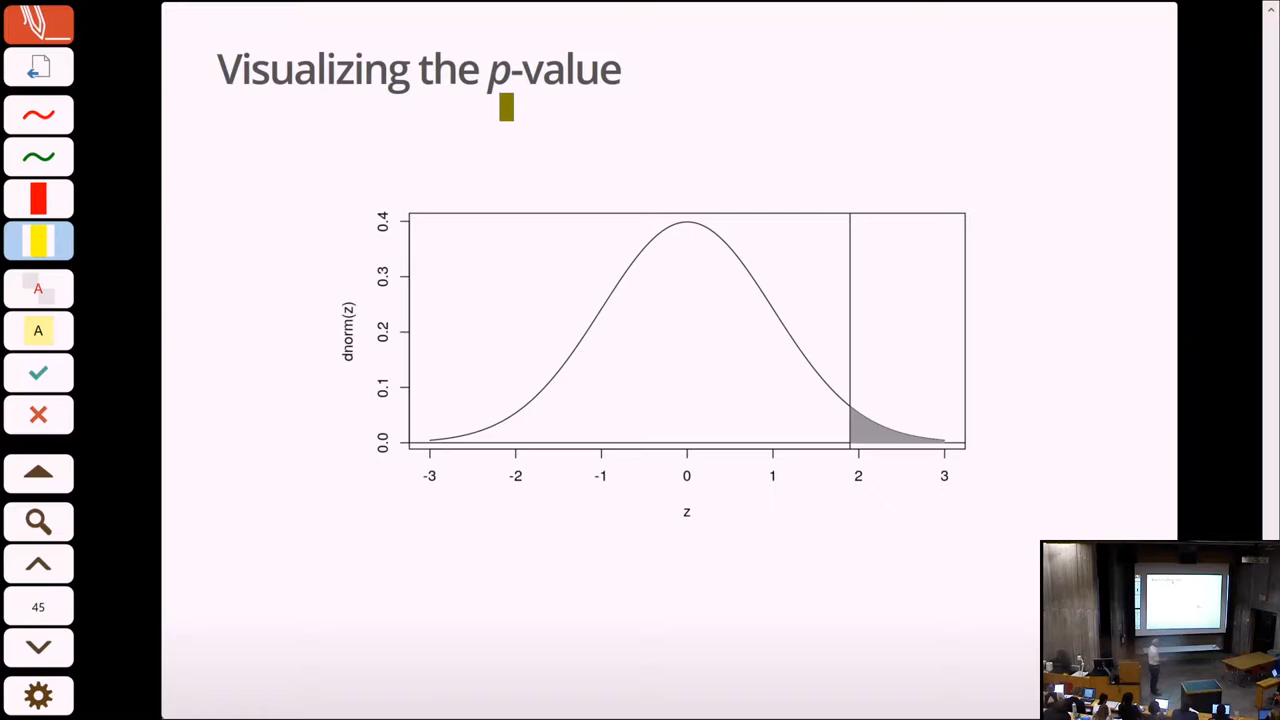 Visualizing the p-value
A
A
45
dnorm(z)
0.4
0.3
0.2
0.1
0.0
-3 -2 -1 0 1 2 3
z